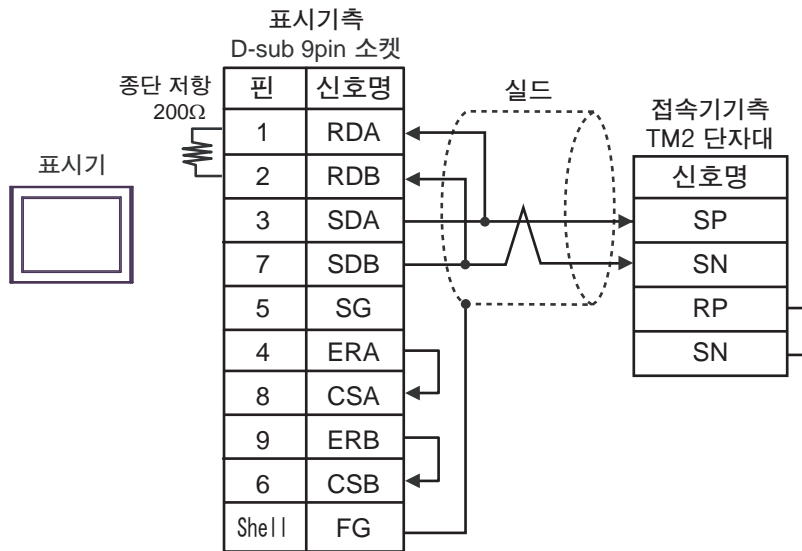 표시기측
D-sub 9pin 소켓
종단 저항
200Ω
핀 신호명
1 RDA
2 RDB
3 SDA
7 SDB
5 SG
4 ERA
8 CSA
9 ERB
6 CSB
Shell FG
표시기
실드
접속기기측
TM2 단자대
신호명
SP
SN
RP
SN